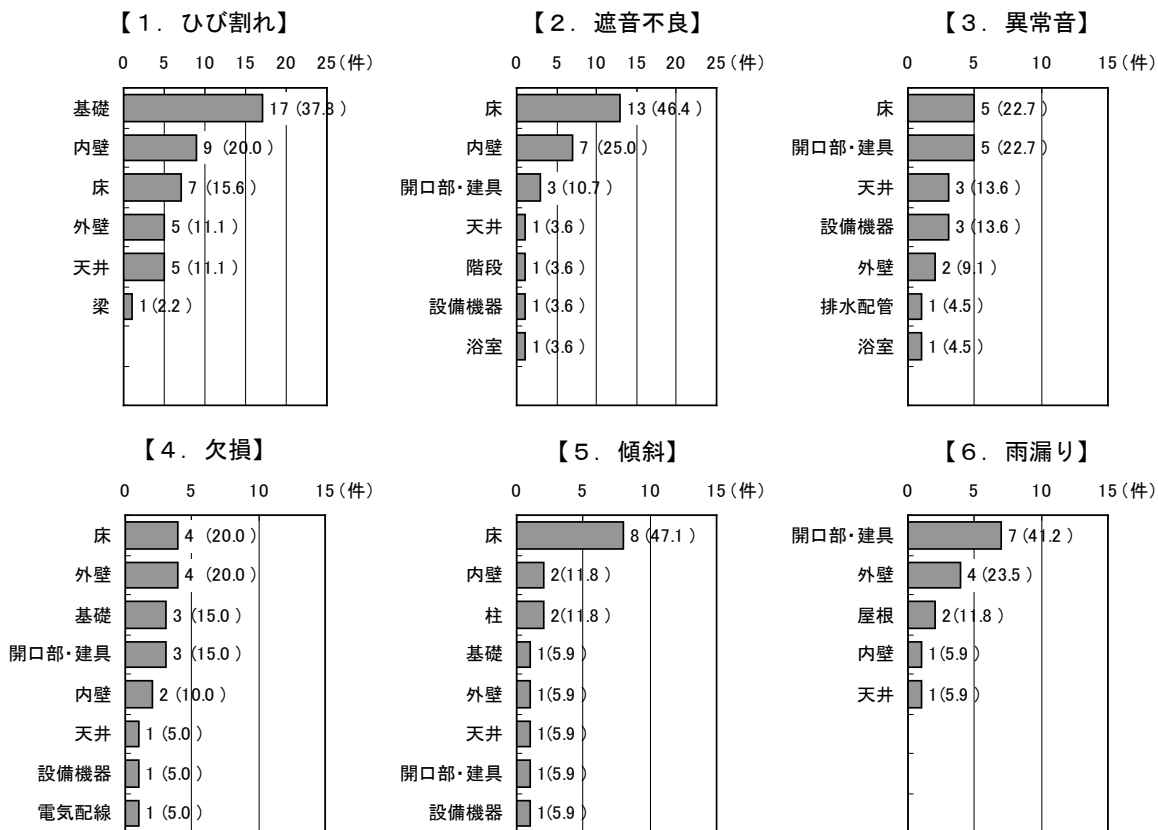 【１．ひび割れ】
0 5 10 15 20 25 (件)
基礎 17 (37.8 )
内壁 9 (20.0 )
床 7 (15.6 )
外壁 5 (11.1 )
天井 5 (11.1 )
梁 1 (2.2 )
【２．遮音不良】
0 5 10 15 20 25 (件)
床 13 (46.4 )
内壁 7 (25.0 )
開口部・建具 3 (10.7 )
天井 1 (3.6 )
階段 1 (3.6 )
設備機器 1 (3.6 )
浴室 1 (3.6 )
【３．異常音】
0 5 10 15 (件)
床 5 (22.7 )
開口部・建具 5 (22.7 )
天井 3 (13.6 )
設備機器 3 (13.6 )
外壁 2 (9.1 )
排水配管 1 (4.5 )
浴室 1 (4.5 )
【４．欠損】
0 5 10 15 (件)
床 4 (20.0 )
外壁 4 (20.0 )
基礎 3 (15.0 )
開口部・建具 3 (15.0 )
内壁 2 (10.0 )
天井 1 (5.0 )
設備機器 1 (5.0 )
電気配線 1 (5.0 )
【５．傾斜】
0 5 10 15 (件)
床 8 (47.1 )
内壁 2(11.8 )
柱 2(11.8 )
基礎 1(5.9 )
外壁 1(5.9 )
天井 1(5.9 )
開口部・建具 1(5.9 )
設備機器 1(5.9 )
【６．雨漏り】
0 5 10 15 (件)
開口部・建具 7 (41.2 )
外壁 4 (23.5 )
屋根 2(11.8 )
内壁 1(5.9 )
天井 1(5.9 )